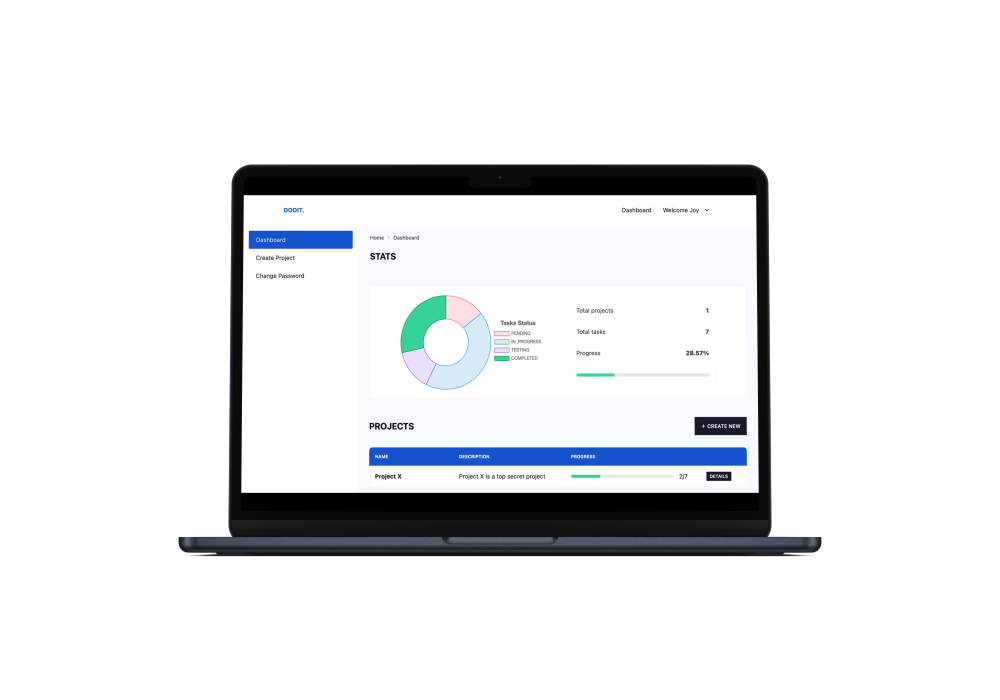 DOOIT.
Dashboard Welcome Joy
Dashboard
Create Project
Change Password
Home > Dashboard
STATS
Tasks Status
PENDING
IN_PROGRESS
TESTING
COMPLETED
Total projects 1
Total tasks 7
Progress 28.57%
PROJECTS
+ CREATE NEW
NAME DESCRIPTION PROGRESS
Project X Project X is a top secret project 2/7 DETAILS